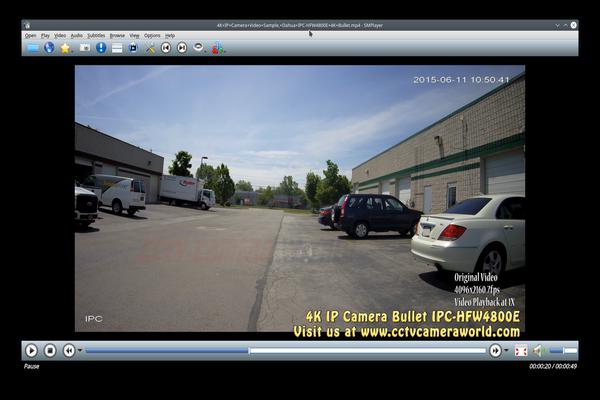 4K+IP+Camera+Video+Sample,+Dahua+IPC-HFW4800E+4K+Bullet.mp4 - SMPlayer
Open Play Video Audio Subtitles Browse View Options Help
2015-06-11 10:50:41
Original Video
4096x2160,7fps
Video Playback at 1X
IPC
4K IP Camera Bullet IPC-HFW4800E
Visit us at www.cctvcameraworld.com
Pause
00:00:20 / 00:00:49